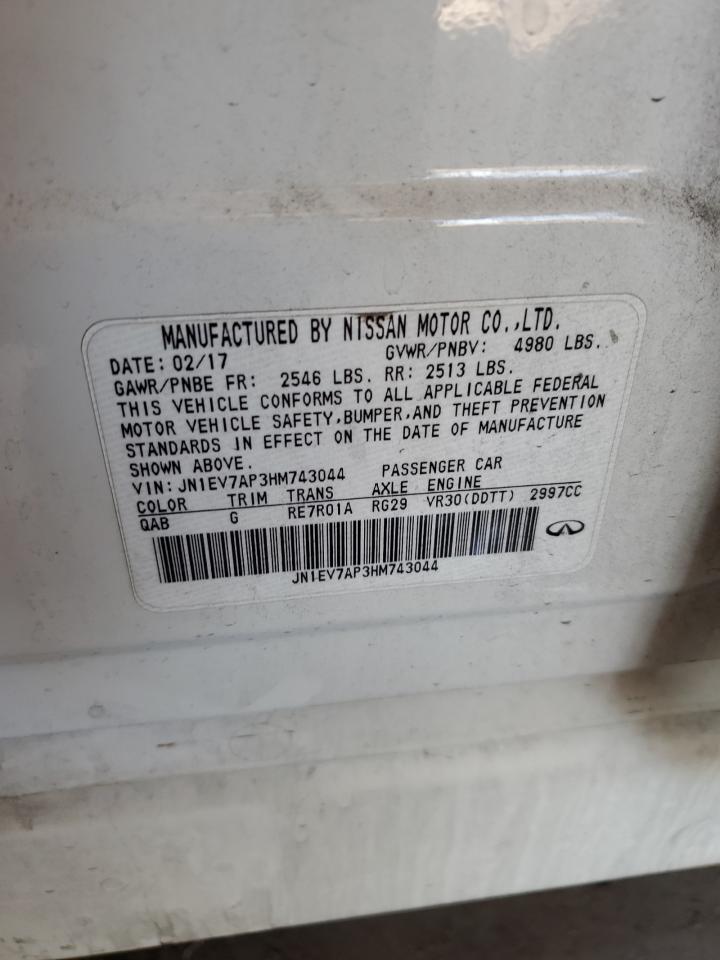 MANUFACTURED BY NISSAN MOTOR CO.,LTD.
DATE: 02/17 GVWR/PNBV: 4980 LBS.
GAWR/PNBE FR: 2546 LBS. RR: 2513 LBS.
THIS VEHICLE CONFORMS TO ALL APPLICABLE FEDERAL
MOTOR VEHICLE SAFETY,BUMPER,AND THEFT PREVENTION
STANDARDS IN EFFECT ON THE DATE OF MANUFACTURE
SHOWN ABOVE.
VIN: JN1EV7AP3HM743044 PASSENGER CAR
COLOR TRIM TRANS AXLE ENGINE
QAB G RE7R01A RG29 VR30(DDTT) 2997CC
JN1EV7AP3HM743044